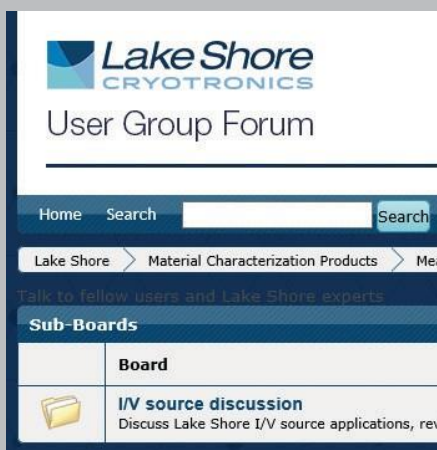 Lake Shore
CRYOTRONICS
User Group Forum
Home Search Search
Lake Shore Material Characterization Products
Talk to fellow users and Lake Shore experts
Sub-Boards
Board
I/V source discussion
Discuss Lake Shore I/V source applications,